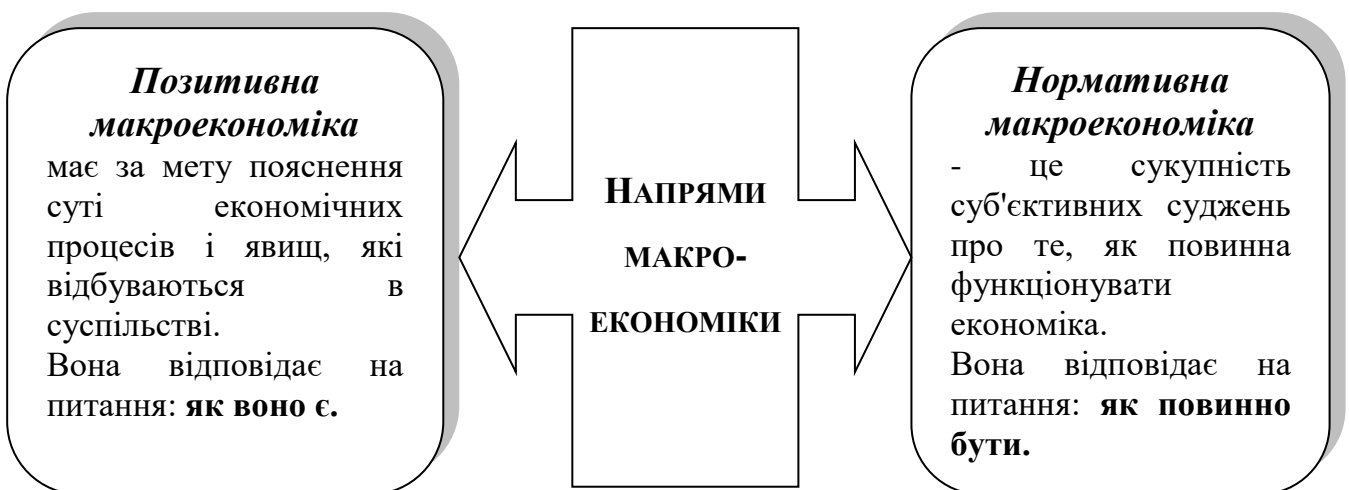 Позитивна
макроекономіка
має за мету пояснення
суті економічних
процесів і явищ, які
відбуваються в
суспільстві.
Вона відповідає на
питання: як воно є.
НАПРЯМИ
МАКРО-
ЕКОНОМІКИ
Нормативна
макроекономіка
- це сукупність
суб'єктивних суджень
про те, як повинна
функціонувати
економіка.
Вона відповідає на
питання: як повинно
бути.